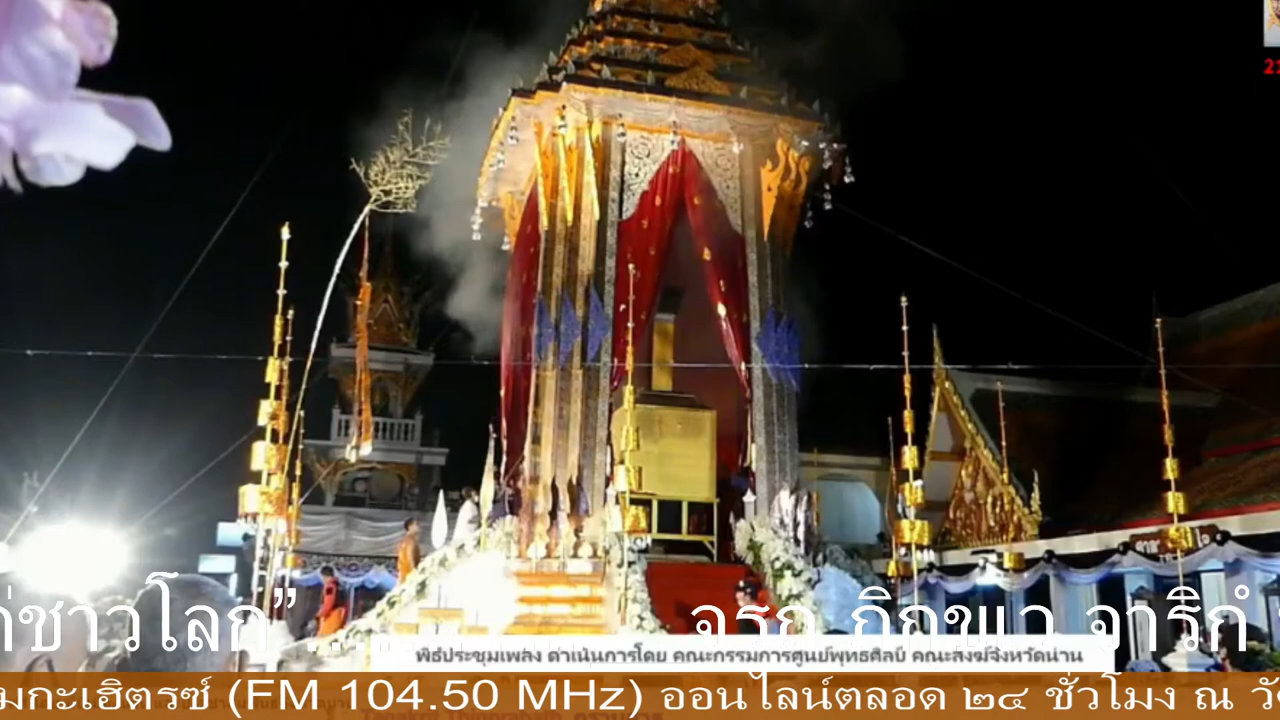 ก่ชาวโลก” ..... จรถ ภิกฺขเว จาริกํ
พิธีประชุมเพลง ดำเนินการโดย คณะกรรมการศูนย์พุทธศิลป์ คณะสงฆ์จังหวัดน่าน
มกะเฮิตรซ์ (FM 104.50 MHz) ออนไลน์ตลอด ๒๔ ชั่วโมง ณ วั